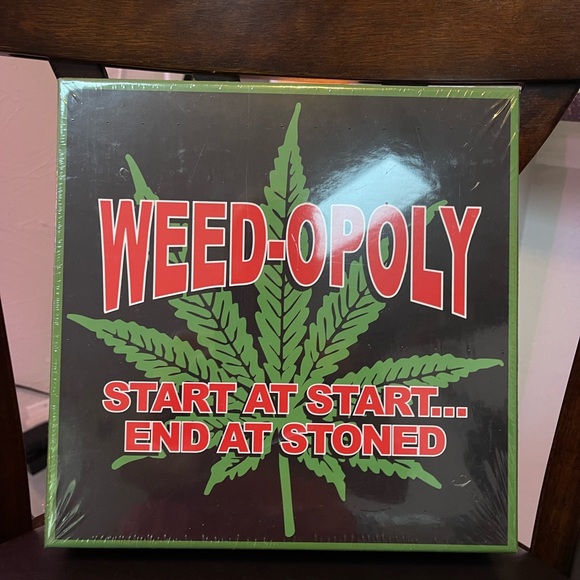 WEED-OPOLY
START AT START...
END AT STONED